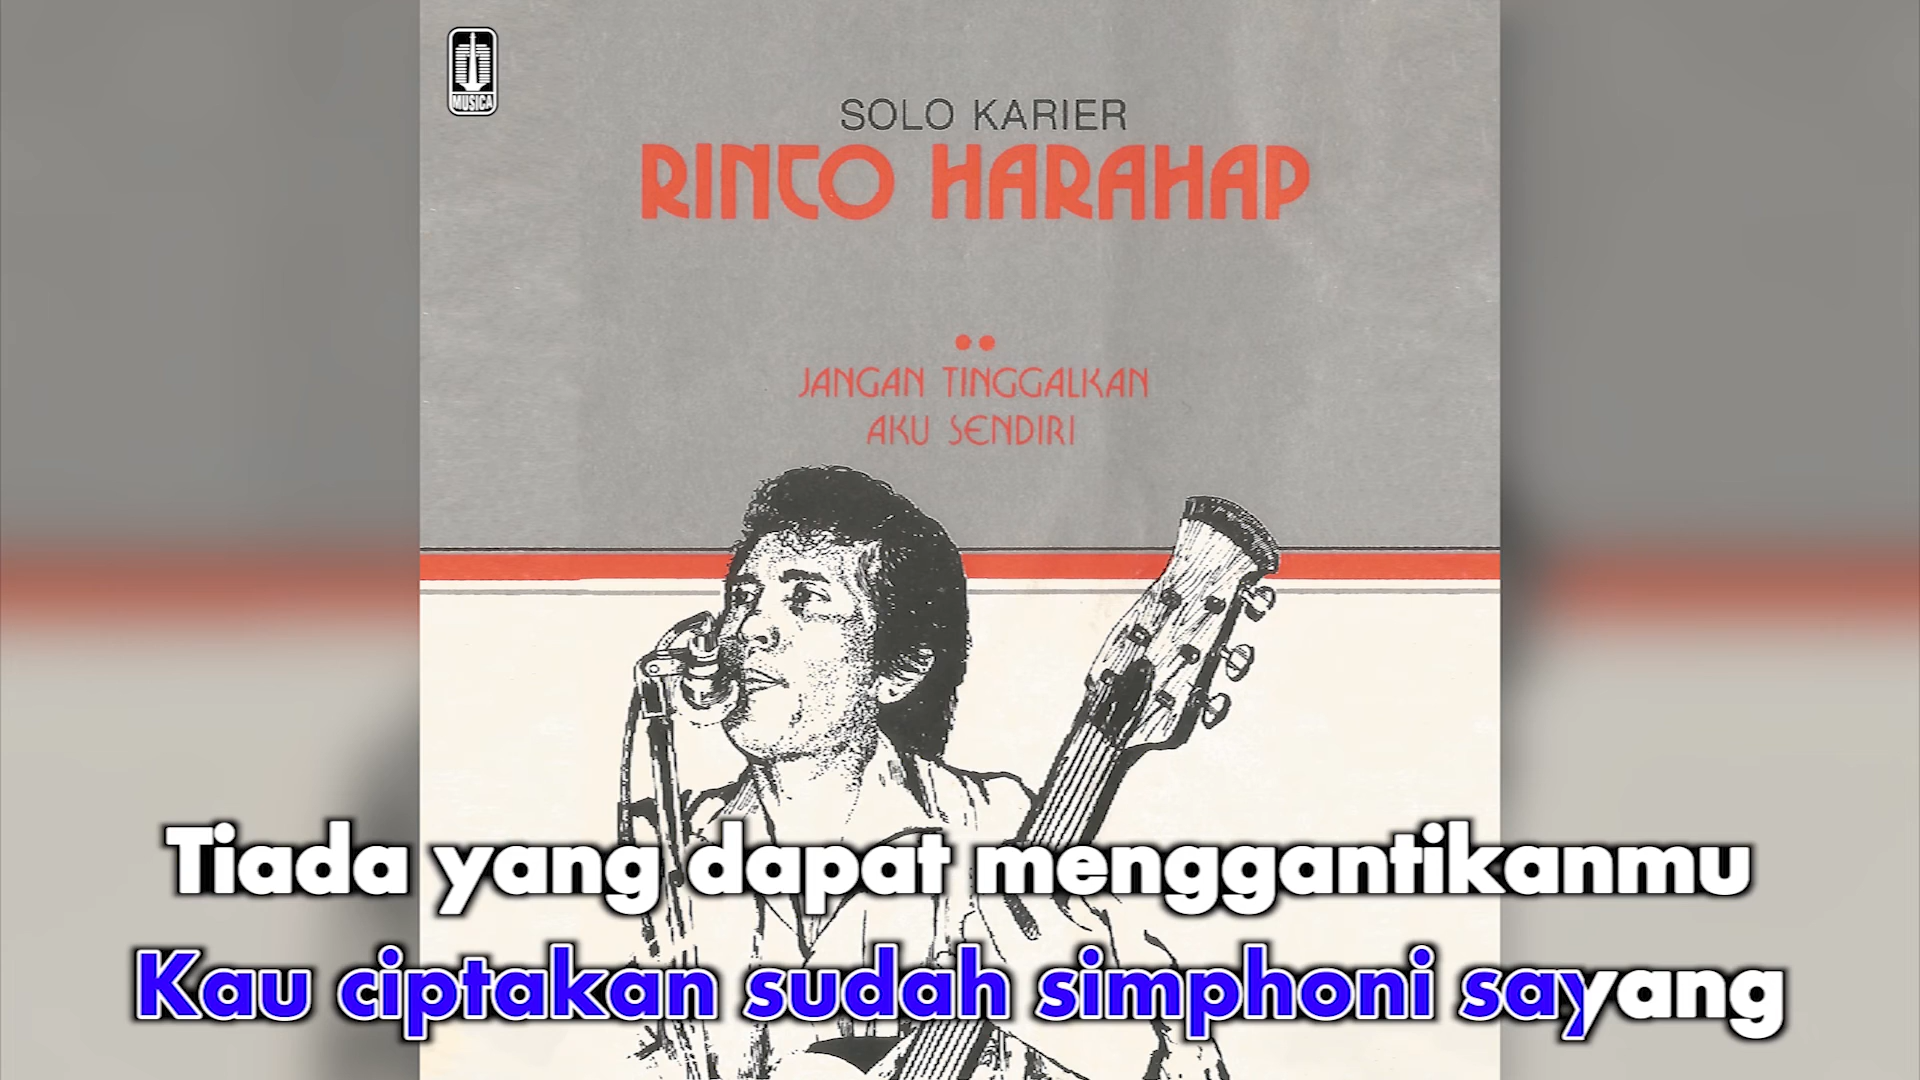 MUSICA
SOLO KARIER
RINTO HARAHAP
JANGAN TINGGALKAN
AKU SENDIRI
Tiada yang dapat menggantikanmu
Kau ciptakan sudah simphoni sayang